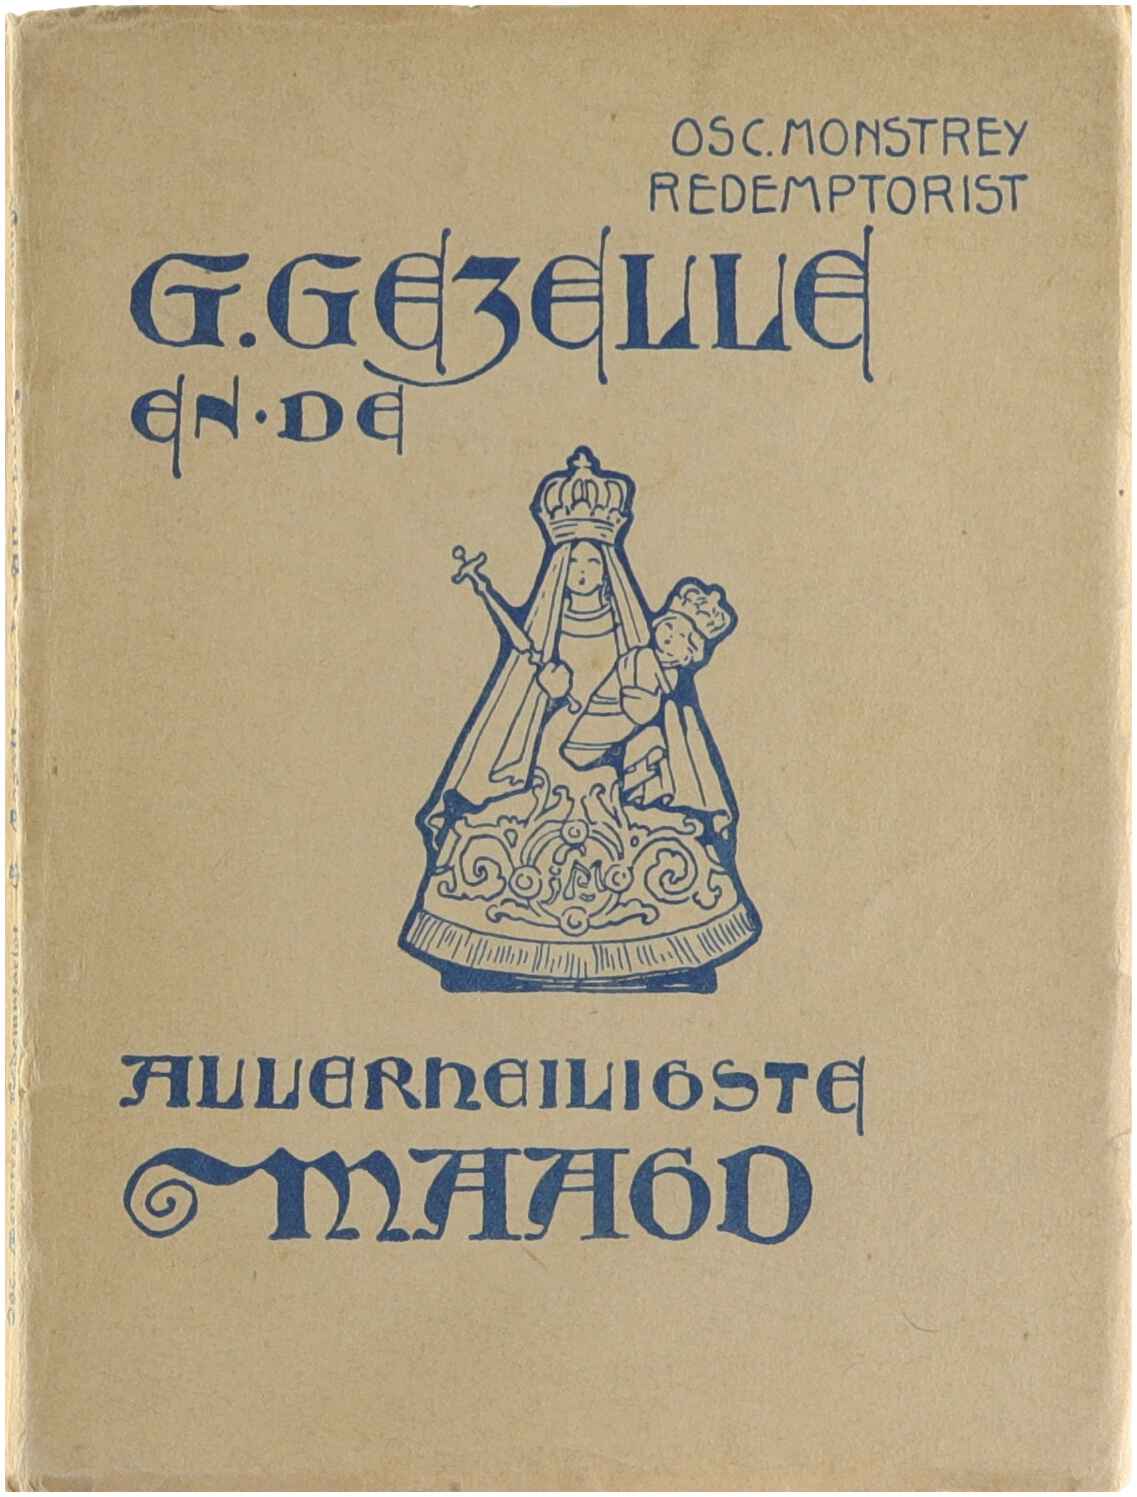 OSC. MONSTREY
REDEMPTORIST
G. GEZELLE
EN · DE
ALLERHEILIGSTE
MAAGD